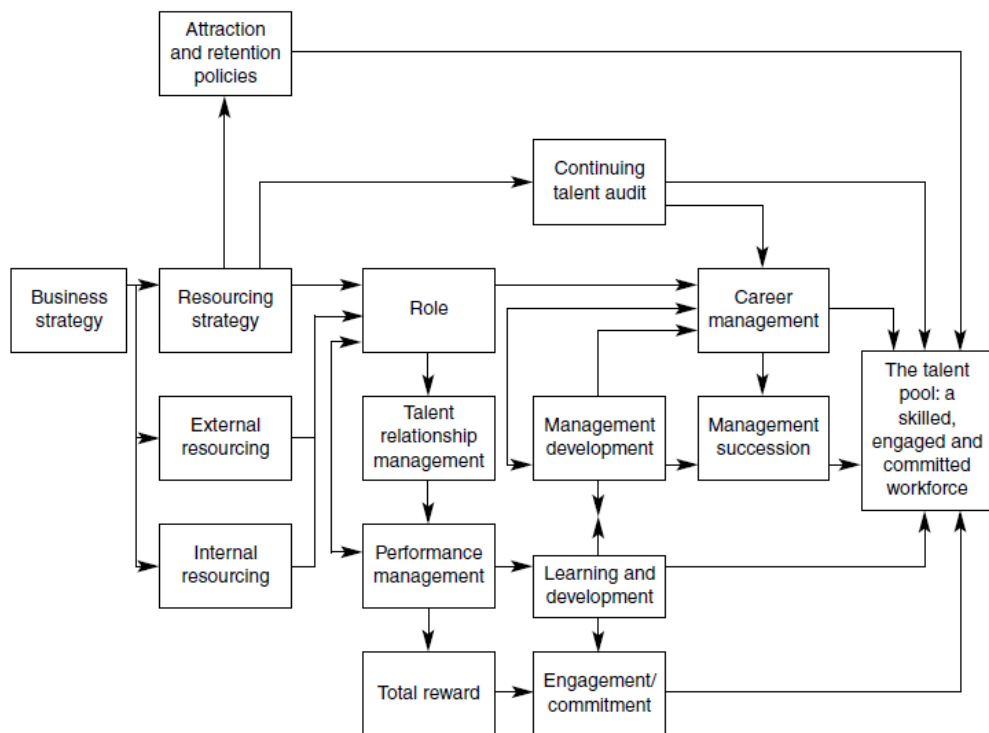 Attraction
and retention
policies
Continuing
talent audit
Business
strategy
Resourcing
strategy
Role
Career
management
External
resourcing
Talent
relationship
management
Management
development
Management
succession
The talent
pool: a
skilled,
engaged and
committed
workforce
Internal
resourcing
Performance
management
Learning and
development
Total reward
Engagement/
commitment